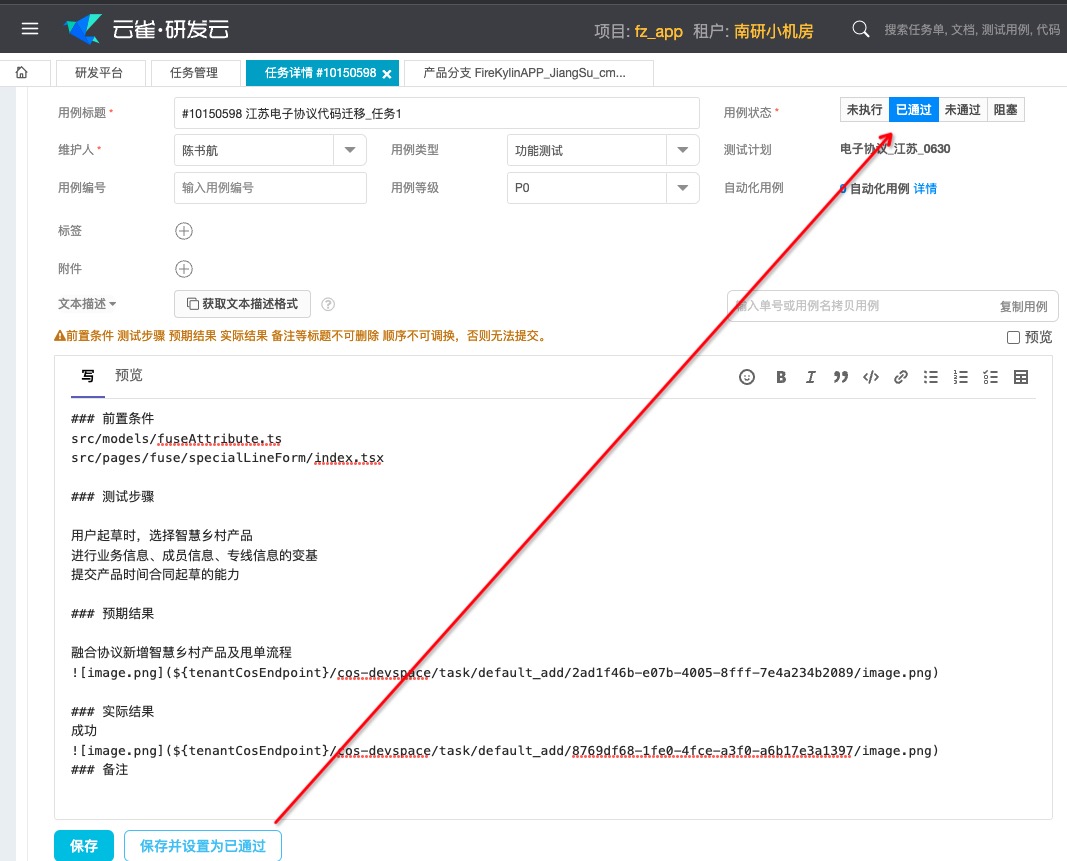 云雀·研发云
项目: fz_app 租户: 南研小机房
搜索任务单, 文档, 测试用例, 代码
研发平台
任务管理
任务详情 #10150598
产品分支 FireKylinAPP_JiangSu_cm...
用例标题 *
#10150598 江苏电子协议代码迁移_任务1
用例状态 *
未执行 已通过 未通过 阻塞
维护人 *
陈书航
用例类型
功能测试
测试计划
电子协议_江苏_0630
用例编号
输入用例编号
用例等级
P0
自动化用例
0 自动化用例 详情
标签
附件
文本描述
获取文本描述格式
输入单号或用例名拷贝用例
复制用例
前置条件 测试步骤 预期结果 实际结果 备注等标题不可删除 顺序不可调换，否则无法提交。
预览
写 预览
### 前置条件
src/models/fuseAttribute.ts
src/pages/fuse/specialLineForm/index.tsx
### 测试步骤
用户起草时，选择智慧乡村产品
进行业务信息、成员信息、专线信息的变基
提交产品时间合同起草的能力
### 预期结果
融合协议新增智慧乡村产品及甩单流程
![image.png](${tenantCosEndpoint}/cos-devspace/task/default_add/2ad1f46b-e07b-4005-8fff-7e4a234b2089/image.png)
### 实际结果
成功
![image.png](${tenantCosEndpoint}/cos-devspace/task/default_add/8769df68-1fe0-4fce-a3f0-a6b17e3a1397/image.png)
### 备注
保存
保存并设置为已通过